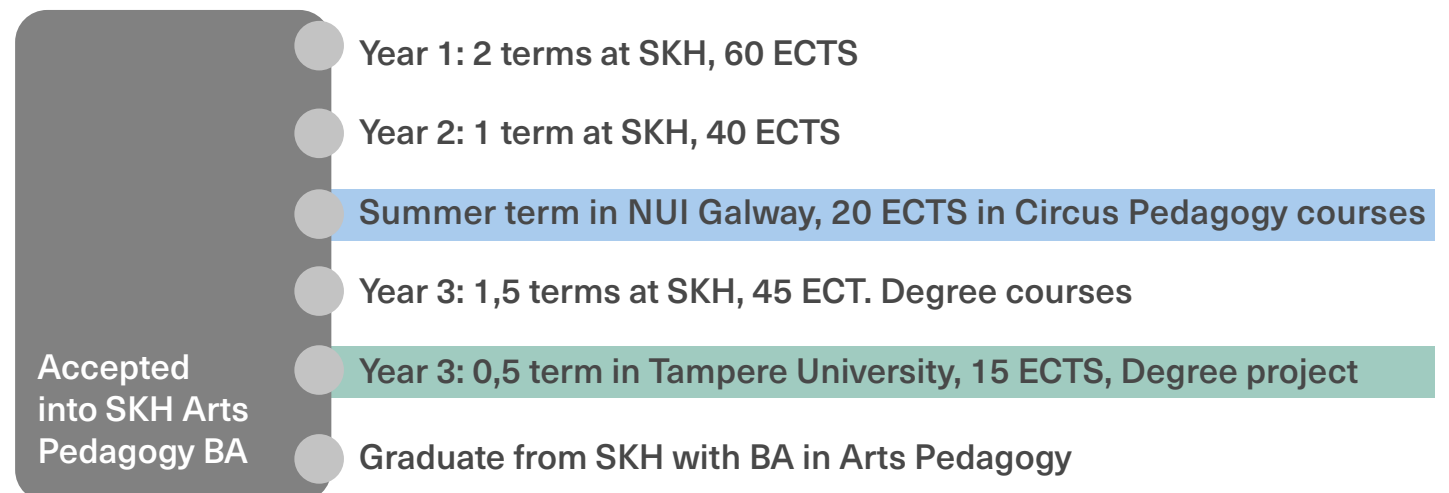 Year 1: 2 terms at SKH, 60 ECTS
Year 2: 1 term at SKH, 40 ECTS
Summer term in NUI Galway, 20 ECTS in Circus Pedagogy courses
Year 3: 1,5 terms at SKH, 45 ECT. Degree courses
Year 3: 0,5 term in Tampere University, 15 ECTS, Degree project
Graduate from SKH with BA in Arts Pedagogy
Accepted
into SKH Arts
Pedagogy BA